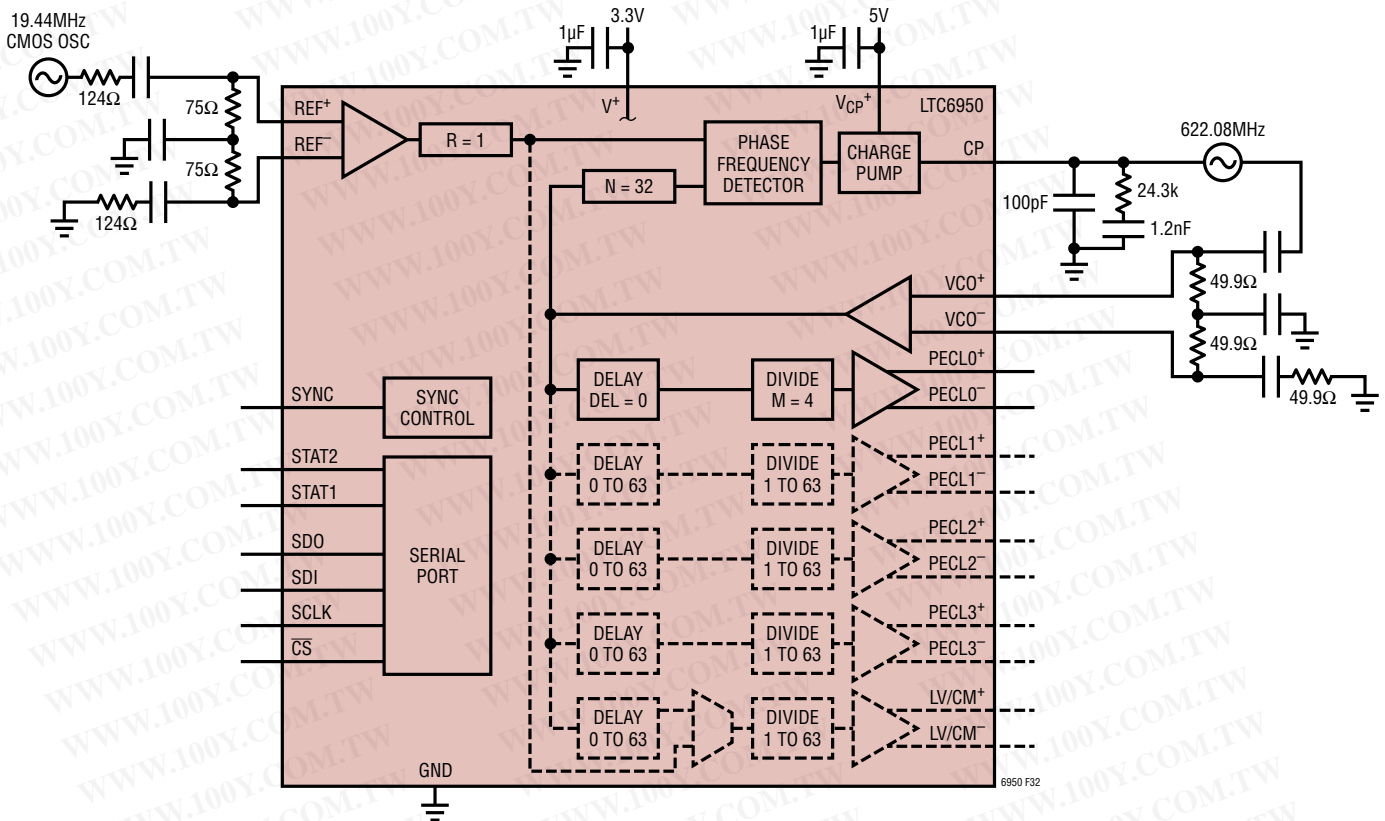 19.44MHz
CMOS OSC
124Ω
75Ω
75Ω
124Ω
1µF
3.3V
1µF
5V
V+
VCP+
LTC6950
REF+
REF–
R = 1
N = 32
PHASE
FREQUENCY
DETECTOR
CHARGE
PUMP
CP
622.08MHz
100pF
24.3k
1.2nF
VCO+
VCO–
49.9Ω
49.9Ω
49.9Ω
SYNC
SYNC
CONTROL
STAT2
STAT1
SDO
SDI
SCLK
C̅S̅
SERIAL
PORT
GND
DELAY
DEL = 0
DIVIDE
M = 4
PECL0+
PECL0–
DELAY
0 TO 63
DIVIDE
1 TO 63
PECL1+
PECL1–
DELAY
0 TO 63
DIVIDE
1 TO 63
PECL2+
PECL2–
DELAY
0 TO 63
DIVIDE
1 TO 63
PECL3+
PECL3–
DELAY
0 TO 63
DIVIDE
1 TO 63
LV/CM+
LV/CM–
6950 F32
WWW.100Y.COM.TW